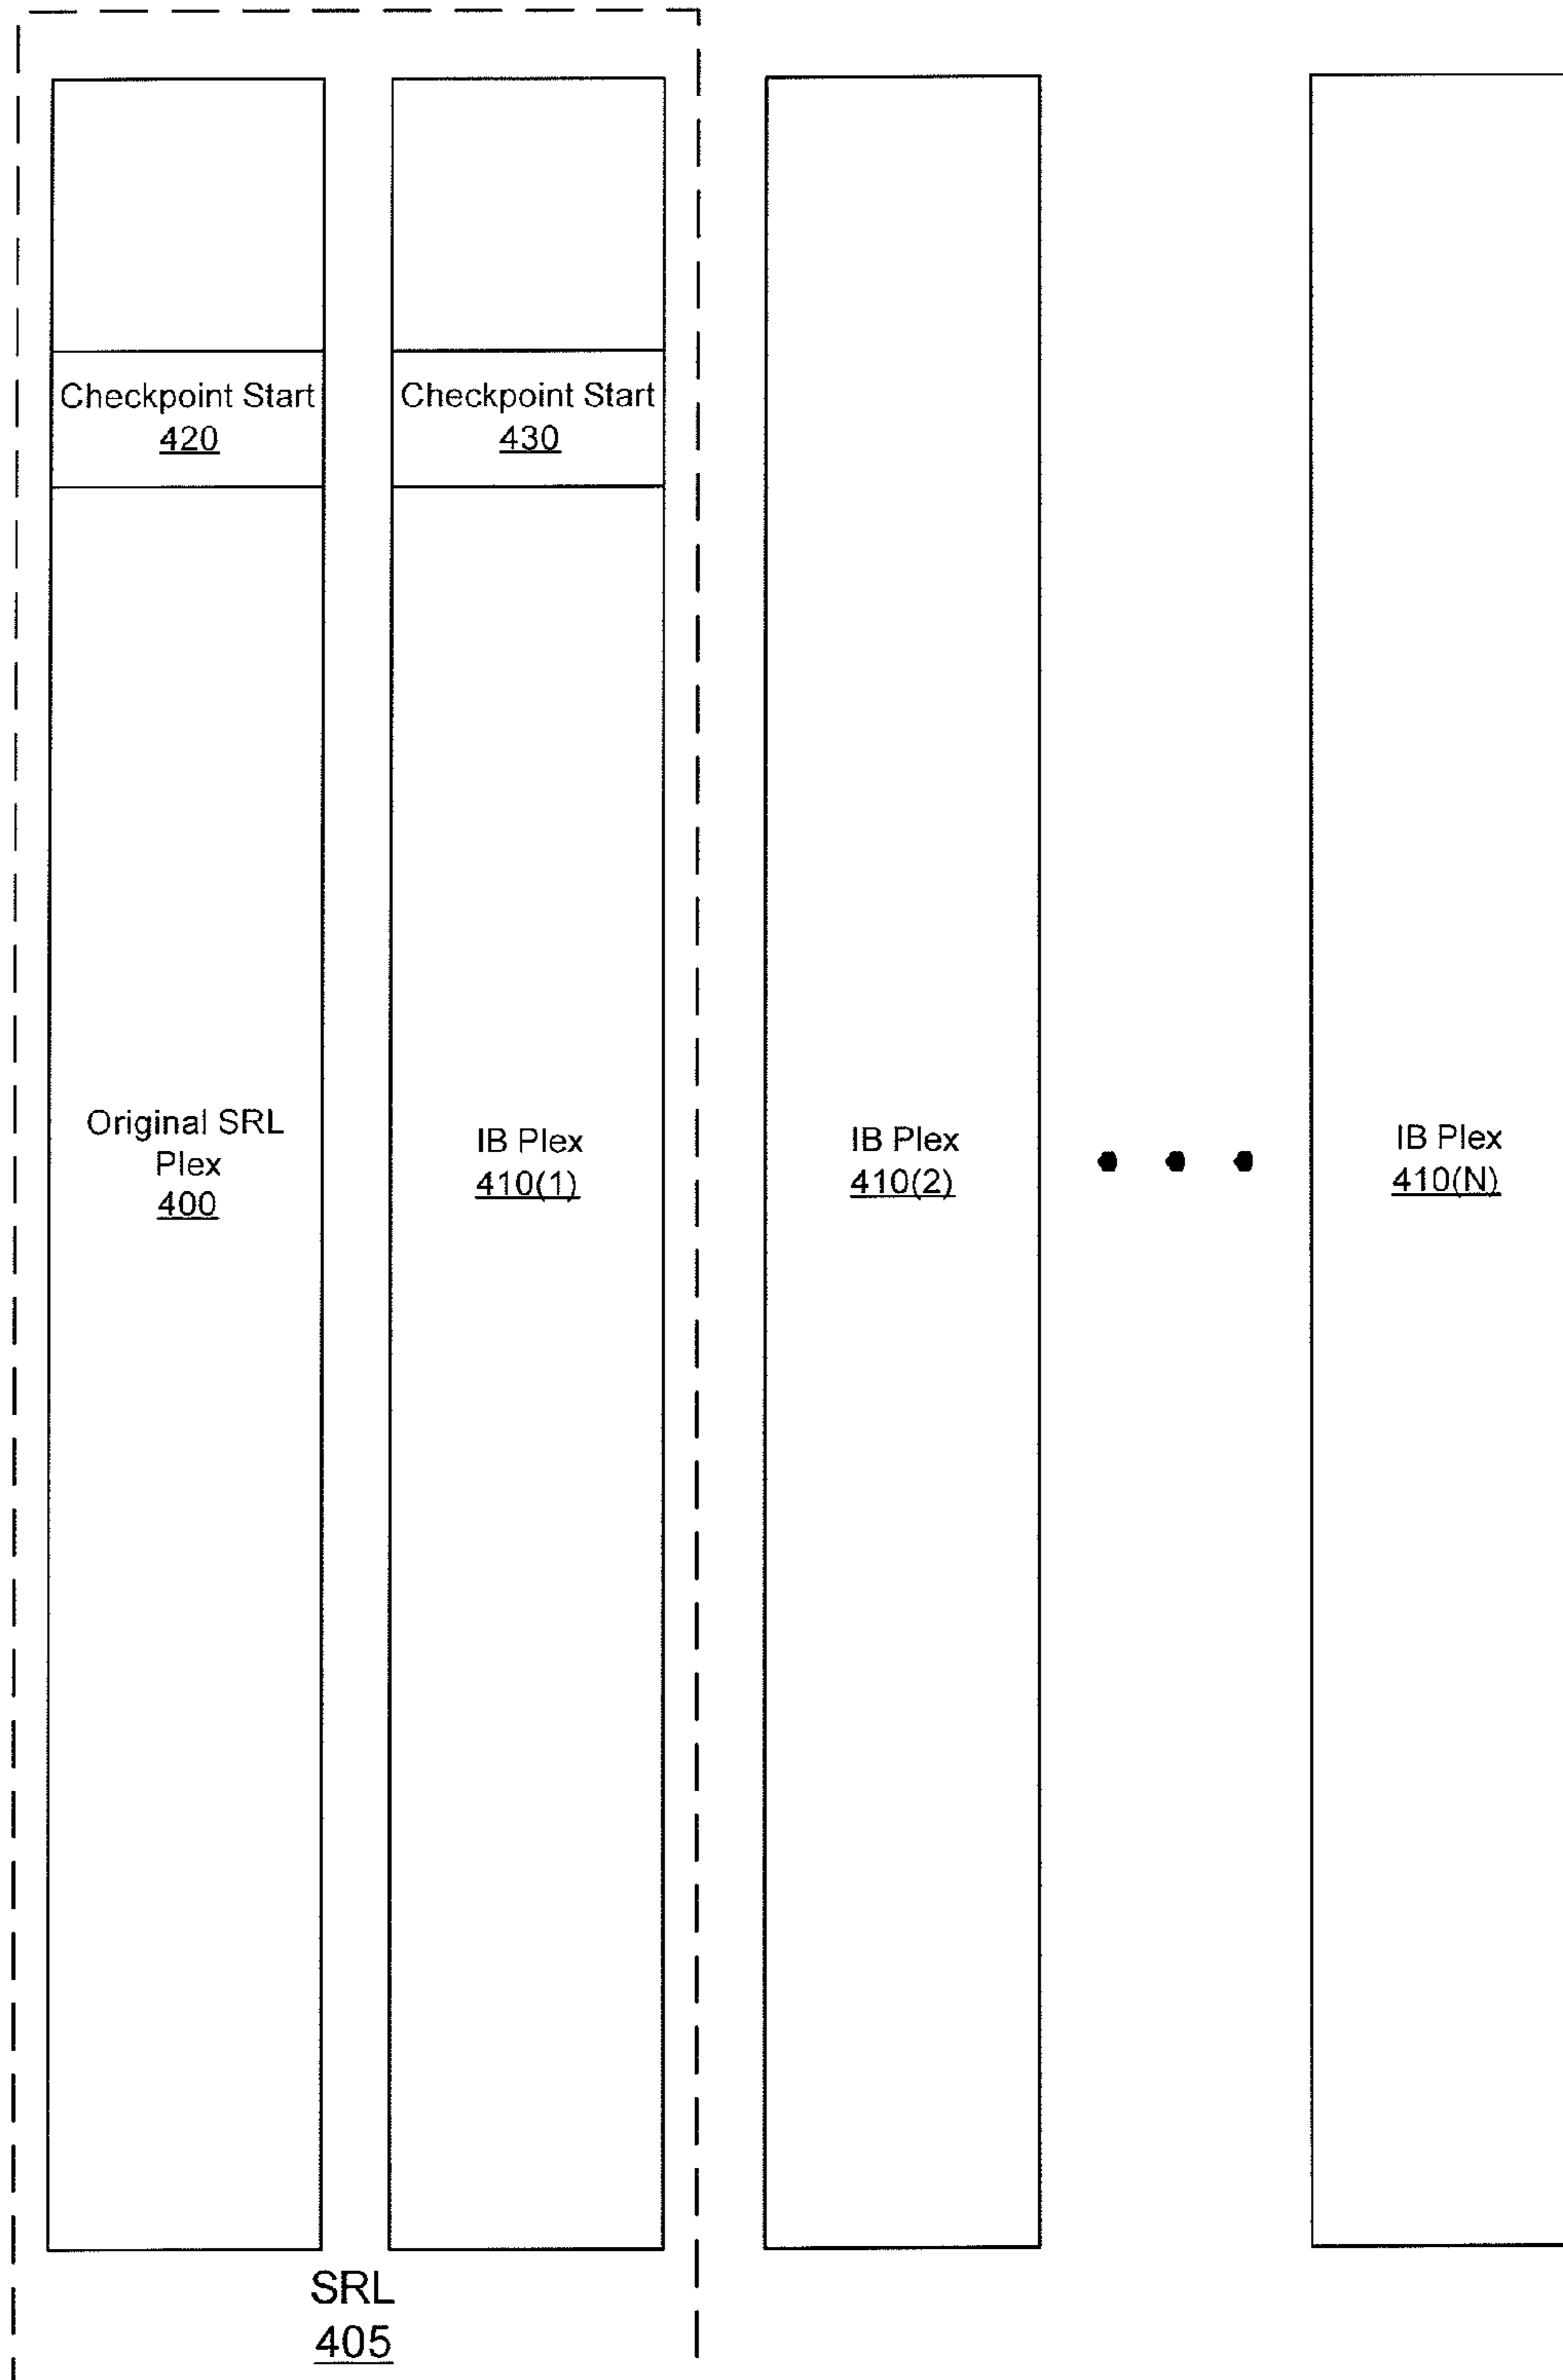 Checkpoint Start
420
Checkpoint Start
430
Original SRL
Plex
400
IB Plex
410(1)
IB Plex
410(2)
IB Plex
410(N)
SRL
405